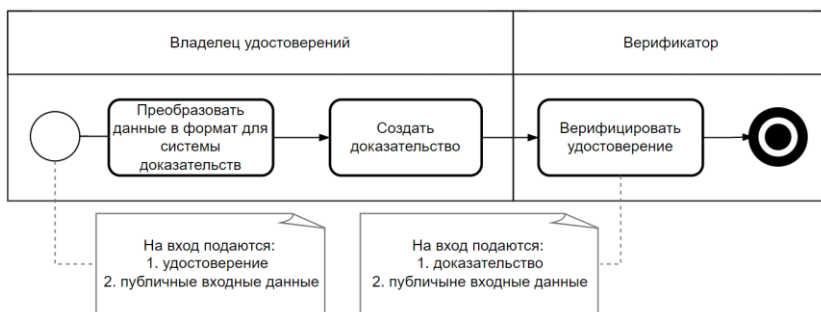 Владелец удостоверений
Верификатор
Преобразовать
данные в формат для
системы
доказательств
Создать
доказательство
Верифицировать
удостоверение
На вход подаются:
1. удостоверение
2. публичные входные данные
На вход подаются:
1. доказательство
2. публичыне входные данные